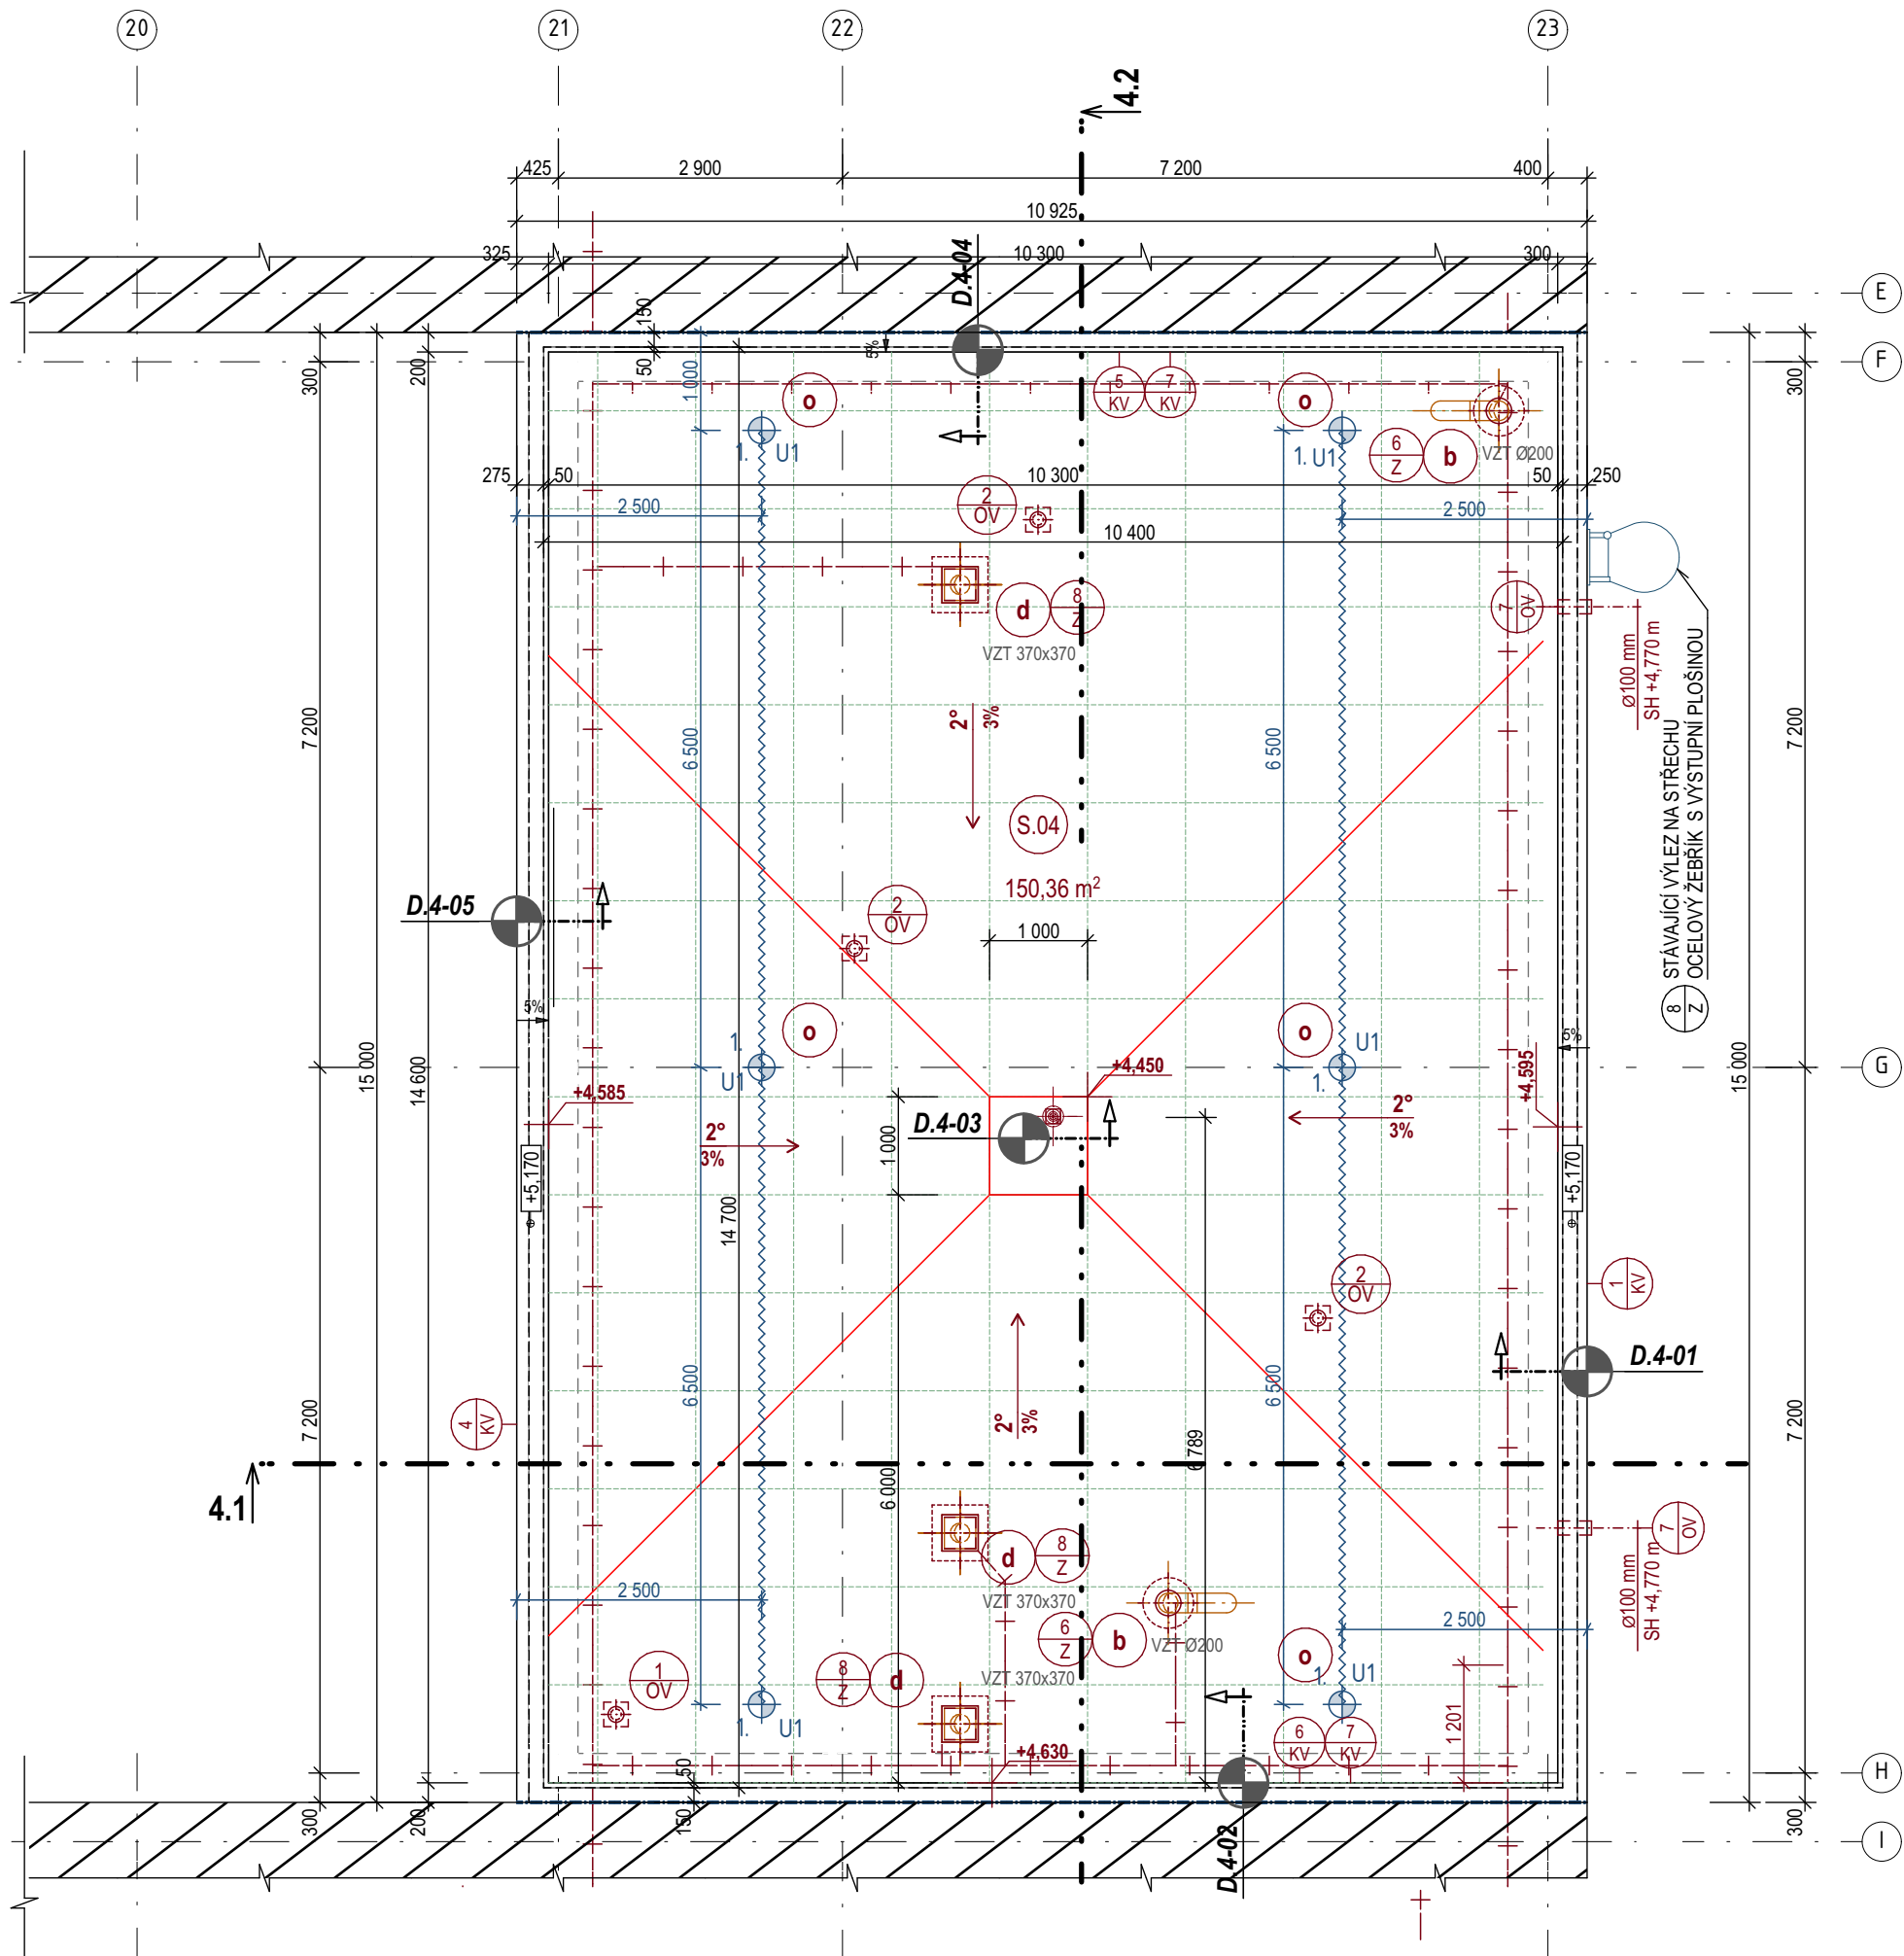 20
21
22
23
4.2
425
2 900
7 200
400
10 925
325
10 300
300
D.4-04
E
F
150
50
300
200
1 000
5%
o
5
KV
7
KV
o
300
1. U1
1. U1
6
Z
b
VZT Ø200
275
50
10 300
50
250
2 500
2
OV
2 500
10 400
d
8
Z
VZT 370x370
7
OV
Ø100 mm
SH +4,770 m
STÁVAJÍCÍ VÝLEZ NA STŘECHU
OCELOVÝ ŽEBŘÍK S VÝSTUPNÍ PLOŠINOU
8
Z
7 200
6 500
2°
3%
6 500
7 200
S.04
150,36 m²
D.4-05
2
OV
1 000
5%
o
o
5%
15 000
14 600
1.
U1
U1
1.
G
15 000
+4,585
+4,450
+4,595
2°
3%
D.4-03
2°
3%
1 000
+5,170
+5,170
14 700
2
OV
1
KV
D.4-01
6 500
2°
3%
6 500
7 200
4
KV
7 200
6 789
4.1
6 000
7
OV
Ø100 mm
SH +4,770 m
d
8
Z
VZT 370x370
2 500
2 500
6
Z
b
VZT Ø200
o
1
OV
8
Z
d
VZT 370x370
1. U1
1. U1
1 201
6
KV
7
KV
+4,630
H
50
150
300
200
300
I
D.4-02